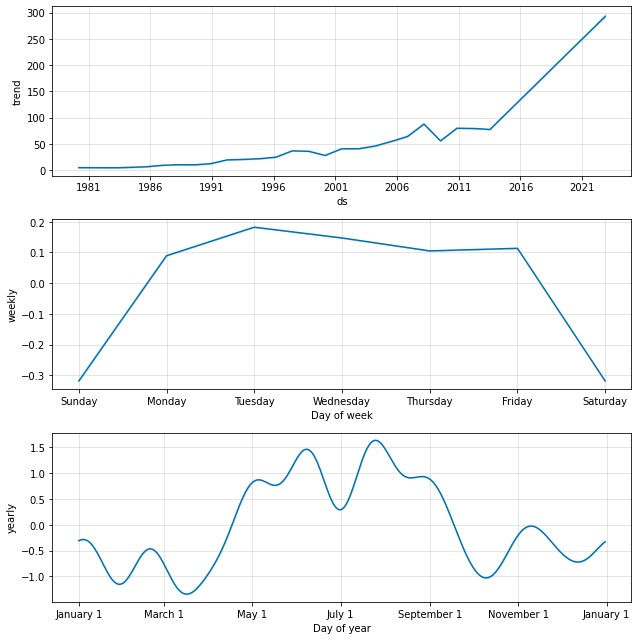 300
250
200
150
100
50
0
trend
1981 1986 1991 1996 2001 2006 2011 2016 2021
ds
0.2
0.1
0.0
−0.1
−0.2
−0.3
weekly
Sunday Monday Tuesday Wednesday Thursday Friday Saturday
Day of week
1.5
1.0
0.5
0.0
−0.5
−1.0
yearly
January 1 March 1 May 1 July 1 September 1 November 1 January 1
Day of year